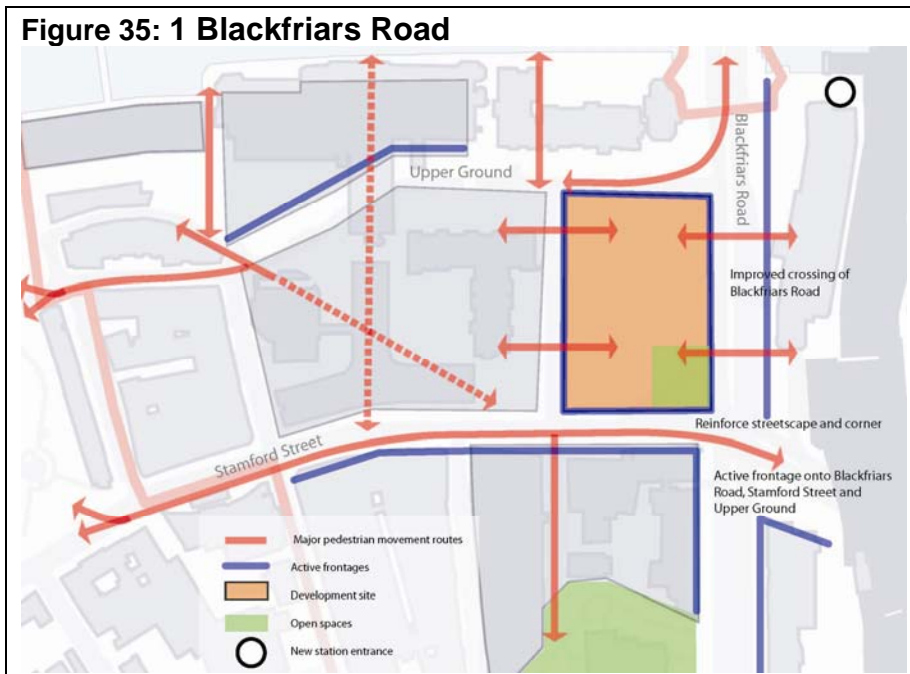 Figure 35: 1 Blackfriars Road
Blackfriars Road
Upper Ground
Improved crossing of
Blackfriars Road
Reinforce streetscape and corner
Stamford Street
Active frontage onto Blackfriars
Road, Stamford Street and
Upper Ground
Major pedestrian movement routes
Active frontages
Development site
Open spaces
New station entrance